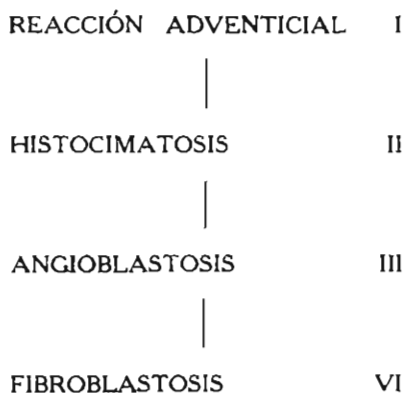 REACCIÓN ADVENTICIAL I
HISTOCIMATOSIS II
ANGIOBLASTOSIS III
FIBROBLASTOSIS VI